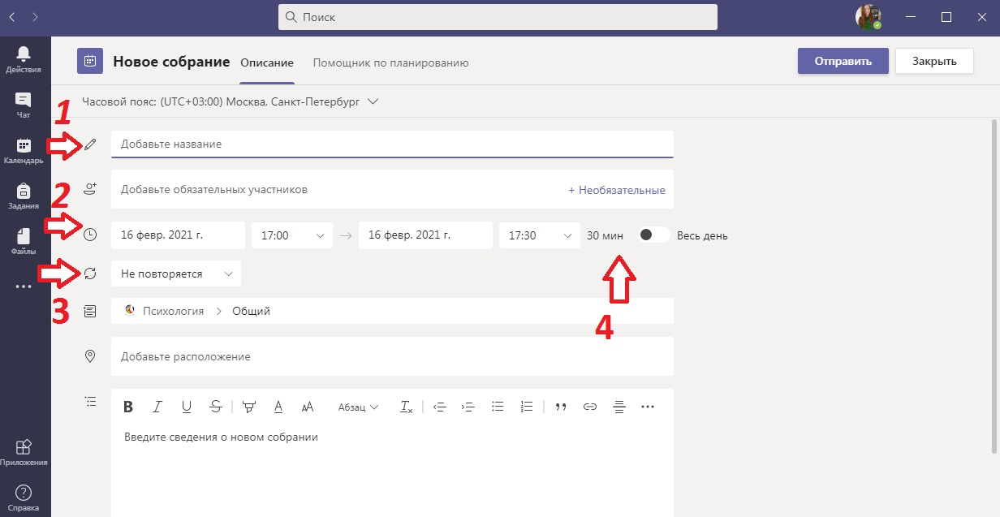 Поиск
Действия
Чат
Календарь
Задания
Файлы
Приложения
Справка
Новое собрание Описание Помощник по планированию Отправить Закрыть
Часовой пояс: (UTC+03:00) Москва, Санкт-Петербург
1
Добавьте название
2
Добавьте обязательных участников + Необязательные
16 февр. 2021 г. 17:00 → 16 февр. 2021 г. 17:30 30 мин Весь день
Не повторяется
3
Психология > Общий
4
Добавьте расположение
B I U S A AA Абзац Tx
Введите сведения о новом собрании